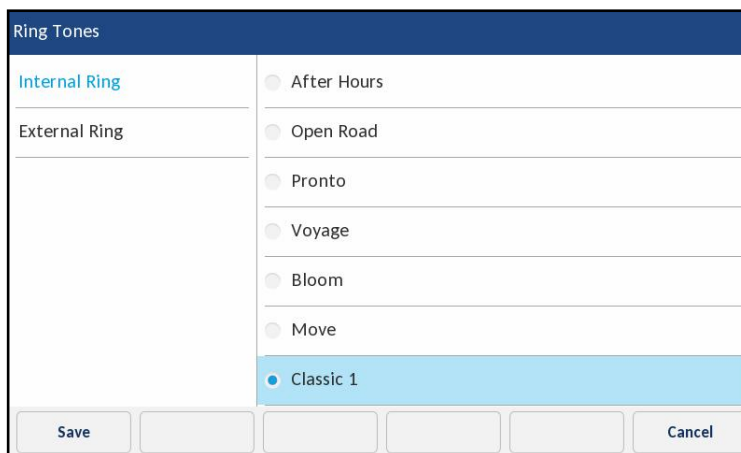 Ring Tones
Internal Ring
External Ring
After Hours
Open Road
Pronto
Voyage
Bloom
Move
Classic 1
Save
Cancel